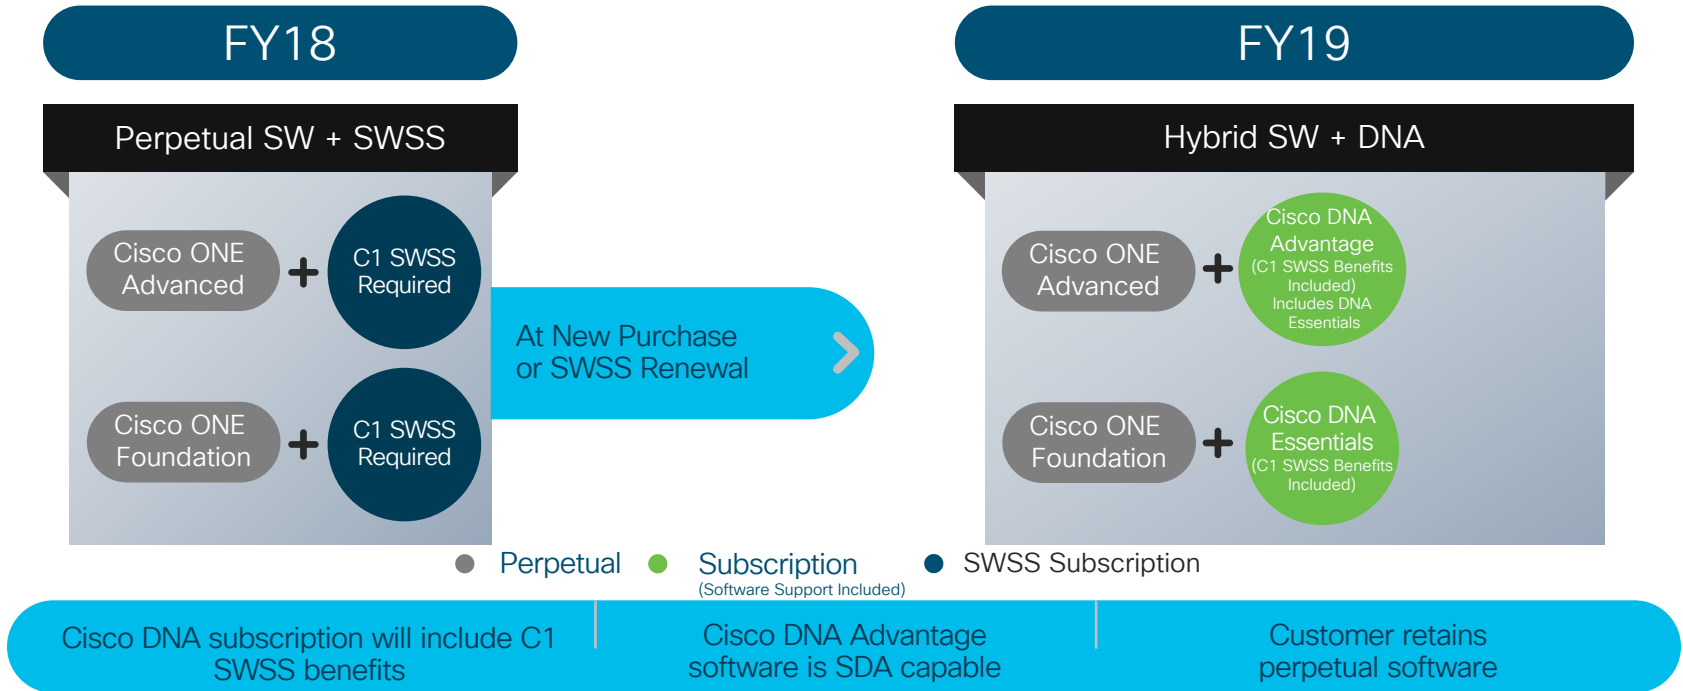 FY18
FY19
Perpetual SW + SWSS
Hybrid SW + DNA
Cisco ONE
Advanced
C1 SWSS
Required
Cisco ONE
Foundation
C1 SWSS
Required
At New Purchase
or SWSS Renewal
Cisco ONE
Advanced
Cisco DNA
Advantage
(C1 SWSS Benefits
Included)
Includes DNA
Essentials
Cisco ONE
Foundation
Cisco DNA
Essentials
(C1 SWSS Benefits
Included)
Perpetual
Subscription
(Software Support Included)
SWSS Subscription
Cisco DNA subscription will include C1
SWSS benefits
Cisco DNA Advantage
software is SDA capable
Customer retains
perpetual software